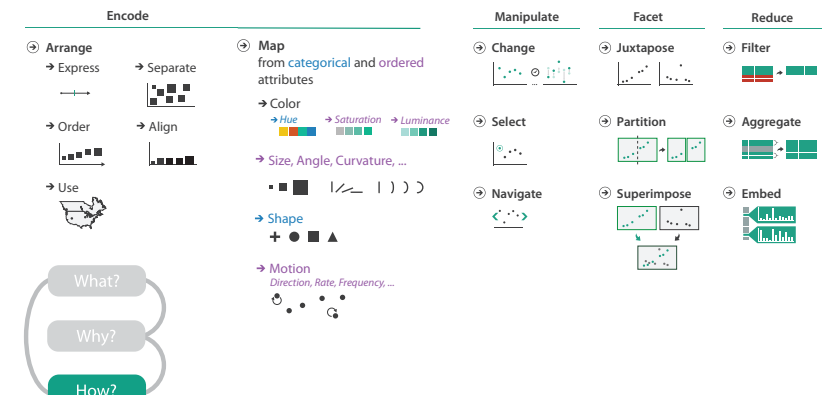 Encode
Arrange
Express
Separate
Order
Align
Use
Map
from categorical and ordered
attributes
Color
Hue
Saturation
Luminance
Size, Angle, Curvature, ...
Shape
Motion
Direction, Rate, Frequency, ...
Manipulate
Change
...
Select
Navigate
Facet
Juxtapose
Partition
Superimpose
Reduce
Filter
Aggregate
Embed
What?
Why?
How?